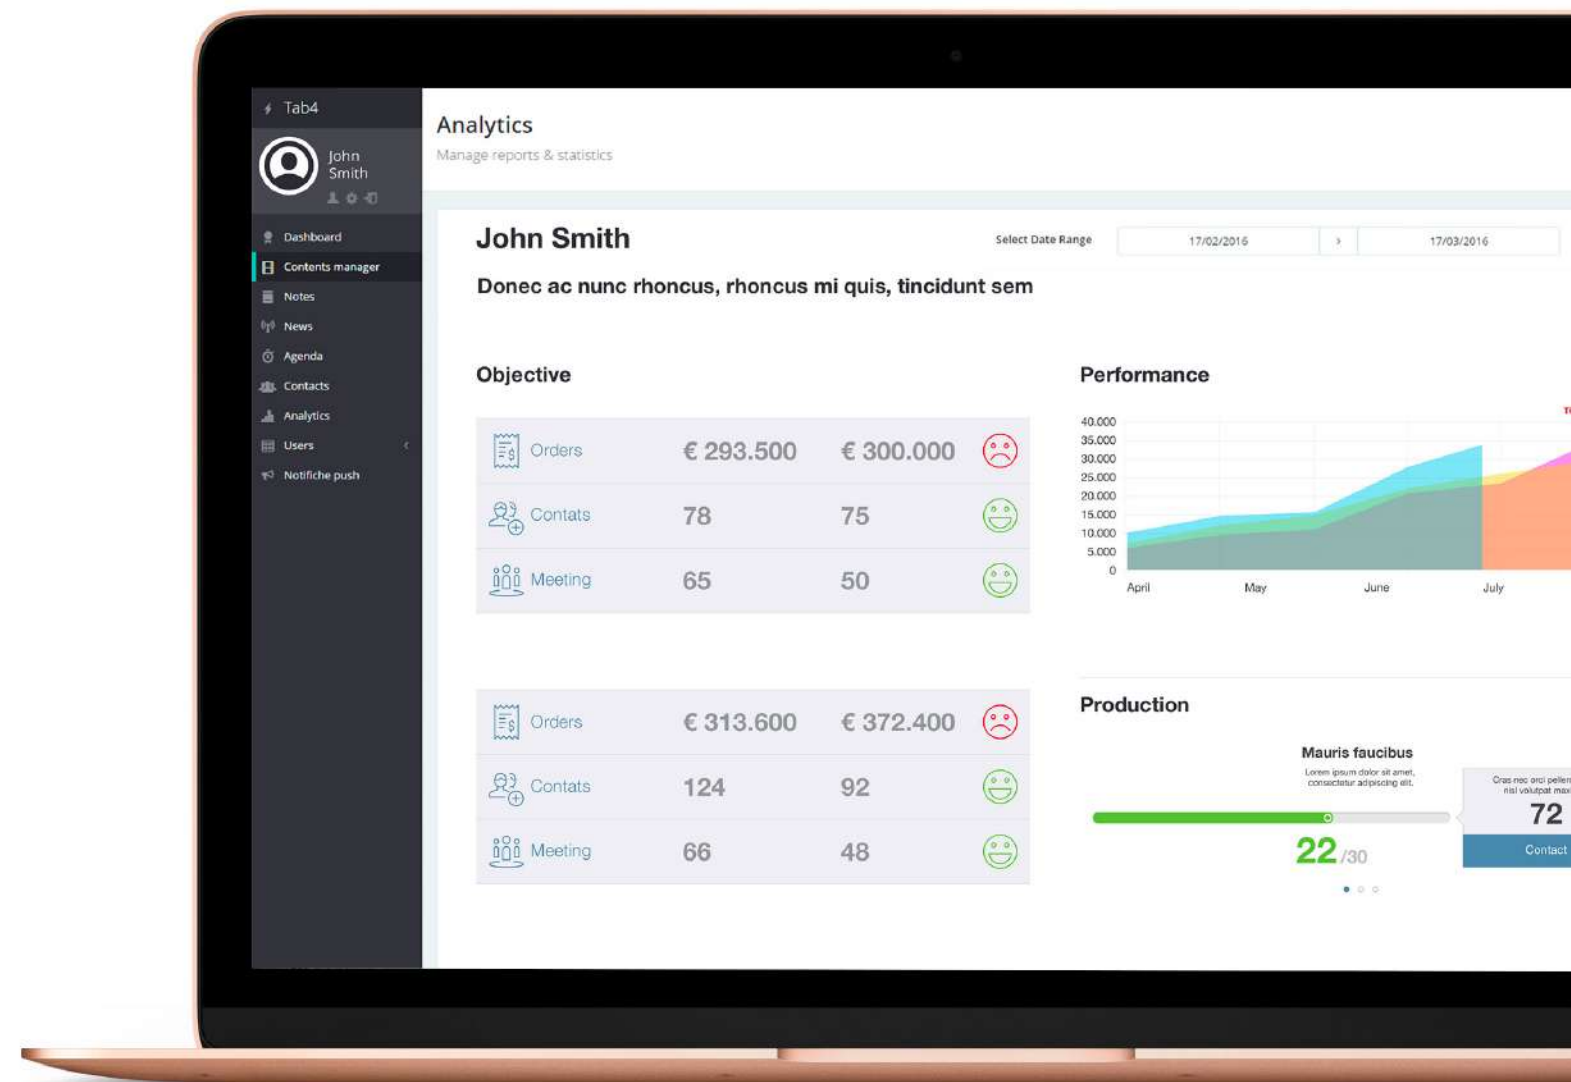 Tab4
John
Smith
Dashboard
Contents manager
Notes
News
Agenda
Contacts
Analytics
Users
Notifiche push
Analytics
Manage reports & statistics
John Smith
Select Date Range
17/02/2016
17/03/2016
Donec ac nunc rhoncus, rhoncus mi quis, tincidunt sem
Objective
Orders € 293.500 € 300.000
Contats 78 75
Meeting 65 50
Orders € 313.600 € 372.400
Contats 124 92
Meeting 66 48
Performance
40.000
35.000
30.000
25.000
20.000
15.000
10.000
5.000
0
April May June July
Production
Mauris faucibus
Lorem ipsum dolor sit amet,
consectetur adipiscing elit.
22 /30
Cras nec orci
nisl volutpat
72
Contact